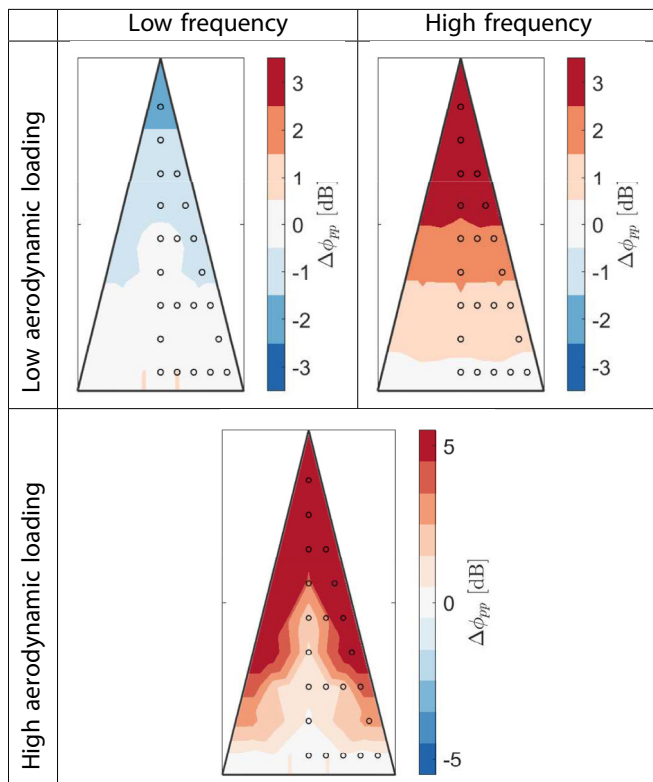 Low frequency
High frequency
Low aerodynamic loading
3
2
1
0
-1
-2
-3
Δϕpp [dB]
3
2
1
0
-1
-2
-3
Δϕpp [dB]
High aerodynamic loading
5
0
-5
Δϕpp [dB]